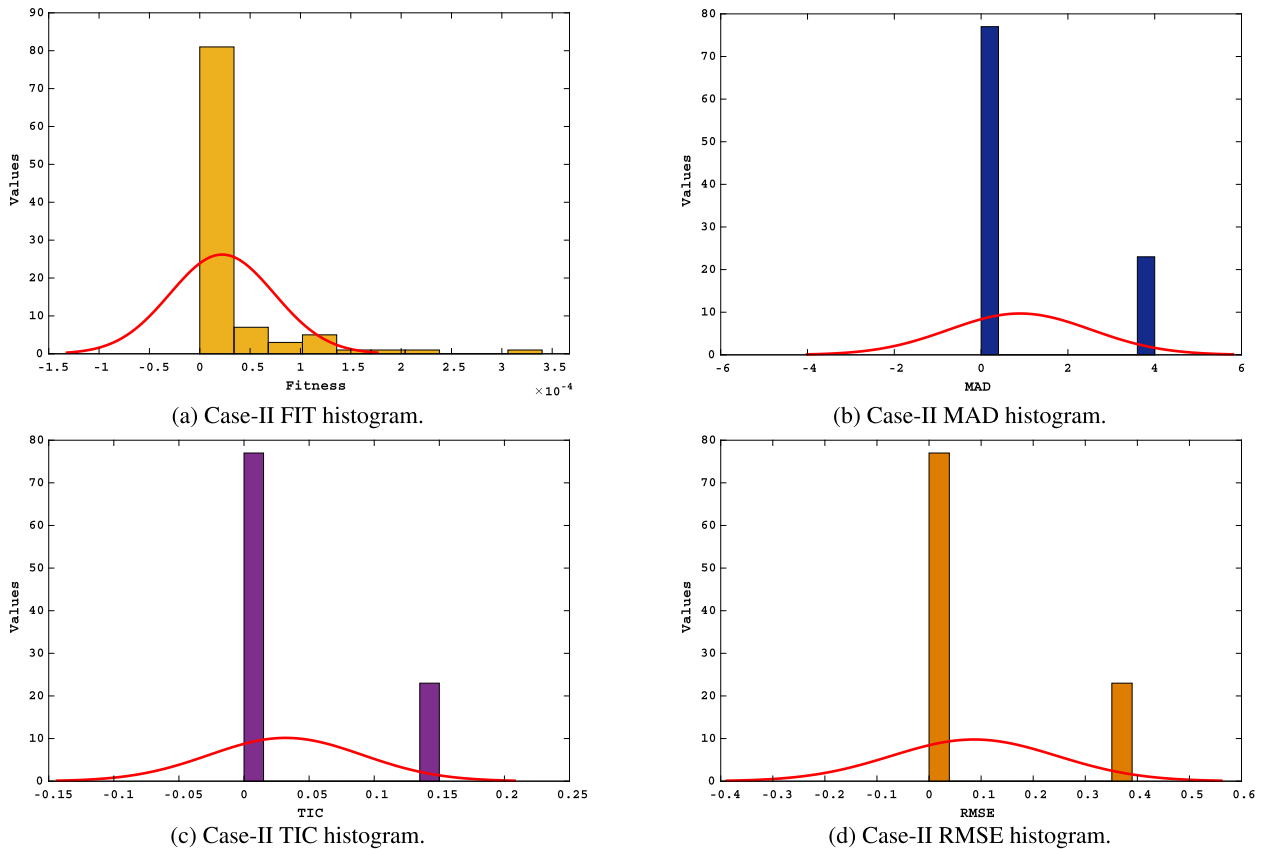 90
80
70
60
50
40
30
20
10
0
Values
-1.5 -1 -0.5 0 0.5 1 1.5 2 2.5 3 3.5
Fitness
×10-4
(a) Case-II FIT histogram.
80
70
60
50
40
30
20
10
0
Values
-6 -4 -2 0 2 4 6
MAD
(b) Case-II MAD histogram.
80
70
60
50
40
30
20
10
0
Values
-0.15 -0.1 -0.05 0 0.05 0.1 0.15 0.2 0.25
TIC
(c) Case-II TIC histogram.
80
70
60
50
40
30
20
10
0
Values
-0.4 -0.3 -0.2 -0.1 0 0.1 0.2 0.3 0.4 0.5 0.6
RMSE
(d) Case-II RMSE histogram.